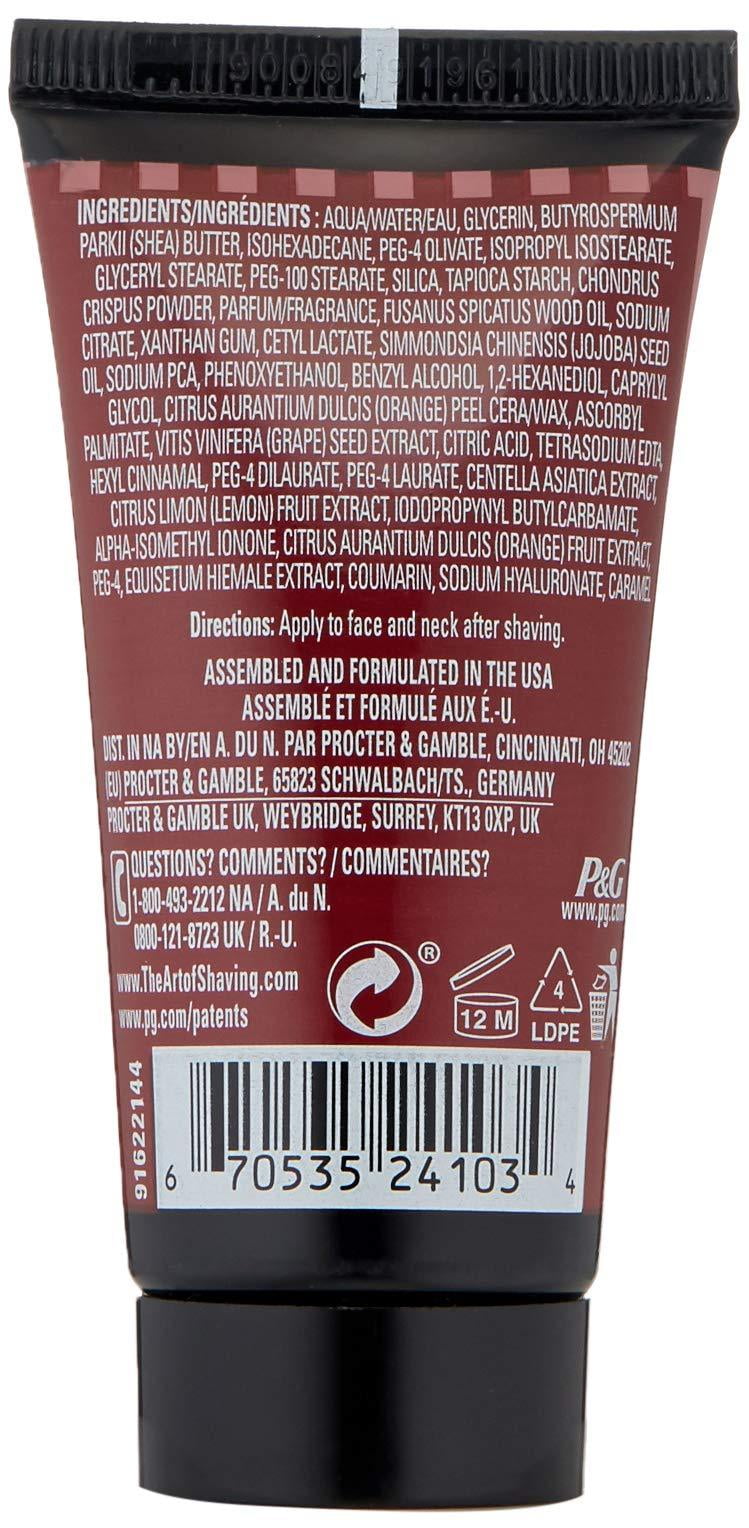 9008491961
INGREDIENTS/INGRÉDIENTS : AQUA/WATER/EAU, GLYCERIN, BUTYROSPERMUM
PARKII (SHEA) BUTTER, ISOHEXADECANE, PEG-4 OLIVATE, ISOPROPYL ISOSTEARATE,
GLYCERYL STEARATE, PEG-100 STEARATE, SILICA, TAPIOCA STARCH, CHONDRUS
CRISPUS POWDER, PARFUM/FRAGRANCE, FUSANUS SPICATUS WOOD OIL, SODIUM
CITRATE, XANTHAN GUM, CETYL LACTATE, SIMMONDSIA CHINENSIS (JOJOBA) SEED
OIL, SODIUM PCA, PHENOXYETHANOL, BENZYL ALCOHOL, 1,2-HEXANEDIOL, CAPRYLYL
GLYCOL, CITRUS AURANTIUM DULCIS (ORANGE) PEEL CERA/WAX, ASCORBYL
PALMITATE, VITIS VINIFERA (GRAPE) SEED EXTRACT, CITRIC ACID, TETRASODIUM EDTA,
HEXYL CINNAMAL, PEG-4 DILAURATE, PEG-4 LAURATE, CENTELLA ASIATICA EXTRACT,
CITRUS LIMON (LEMON) FRUIT EXTRACT, IODOPROPYNYL BUTYLCARBAMATE,
ALPHA-ISOMETHYL IONONE, CITRUS AURANTIUM DULCIS (ORANGE) FRUIT EXTRACT,
PEG-4, EQUISETUM HIEMALE EXTRACT, COUMARIN, SODIUM HYALURONATE, CARAMEL
Directions: Apply to face and neck after shaving.
ASSEMBLED AND FORMULATED IN THE USA
ASSEMBLÉ ET FORMULÉ AUX É.-U.
DIST. IN NA BY/EN A. DU N. PAR PROCTER & GAMBLE, CINCINNATI, OH 45202
(EU) PROCTER & GAMBLE, 65823 SCHWALBACH/TS., GERMANY
PROCTER & GAMBLE UK, WEYBRIDGE, SURREY, KT13 0XP, UK
QUESTIONS? COMMENTS? / COMMENTAIRES?
1-800-493-2212 NA / A. du N.
0800-121-8723 UK / R.-U.
P&G
www.pg.com
www.TheArtofShaving.com
www.pg.com/patents
®
12 M
4
LDPE
91622144
6 70535 24103 4